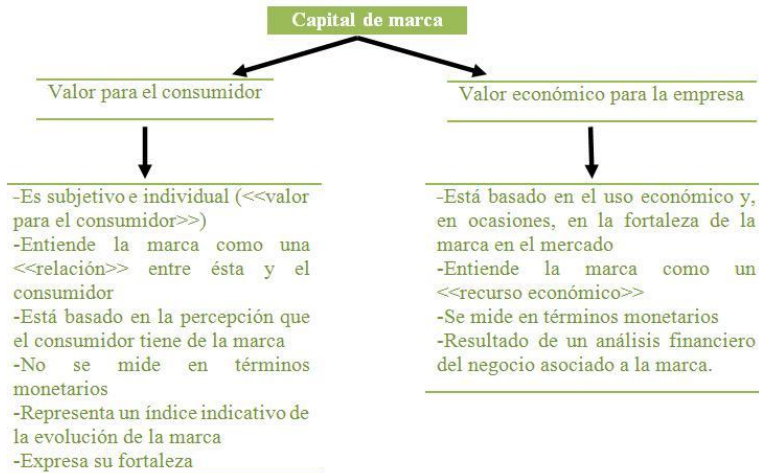 Capital de marca
Valor para el consumidor
Valor económico para la empresa
-Es subjetivo e individual (<<valor
para el consumidor>>)
-Entiende la marca como una
<<relación>> entre ésta y el
consumidor
-Está basado en la percepción que
el consumidor tiene de la marca
-No se mide en términos
monetarios
-Representa un índice indicativo de
la evolución de la marca
-Expresa su fortaleza
-Está basado en el uso económico y,
en ocasiones, en la fortaleza de la
marca en el mercado
-Entiende la marca como un
<<recurso económico>>
-Se mide en términos monetarios
-Resultado de un análisis financiero
del negocio asociado a la marca.